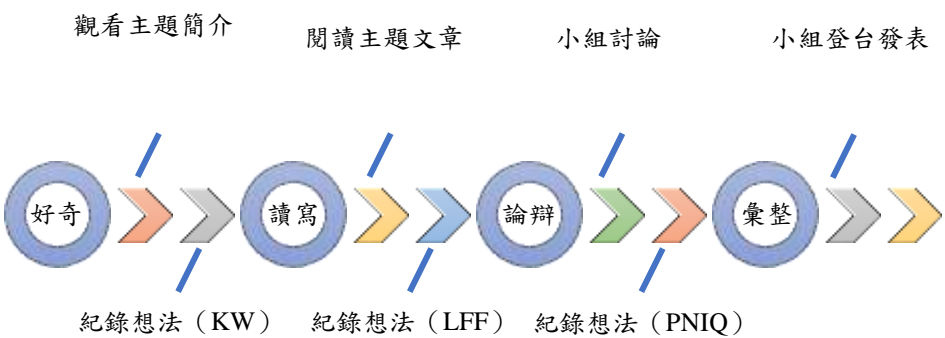 觀看主題簡介
閱讀主題文章
小組討論
小組登台發表
好奇
讀寫
論辯
彙整
紀錄想法（KW）
紀錄想法（LFF）
紀錄想法（PNIQ）